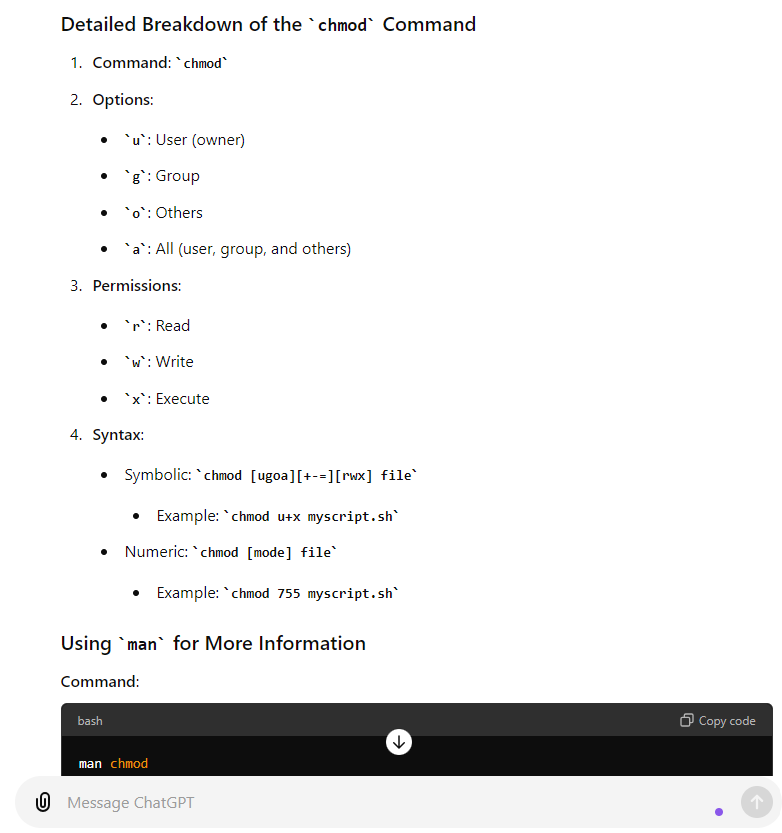 Detailed Breakdown of the `chmod` Command
1. Command: `chmod`
2. Options:
• `u`: User (owner)
• `g`: Group
• `o`: Others
• `a`: All (user, group, and others)
3. Permissions:
• `r`: Read
• `w`: Write
• `x`: Execute
4. Syntax:
• Symbolic: `chmod [ugoa][+-=][rwx] file`
• Example: `chmod u+x myscript.sh`
• Numeric: `chmod [mode] file`
• Example: `chmod 755 myscript.sh`
Using `man` for More Information
Command:
bash Copy code
man chmod
Message ChatGPT